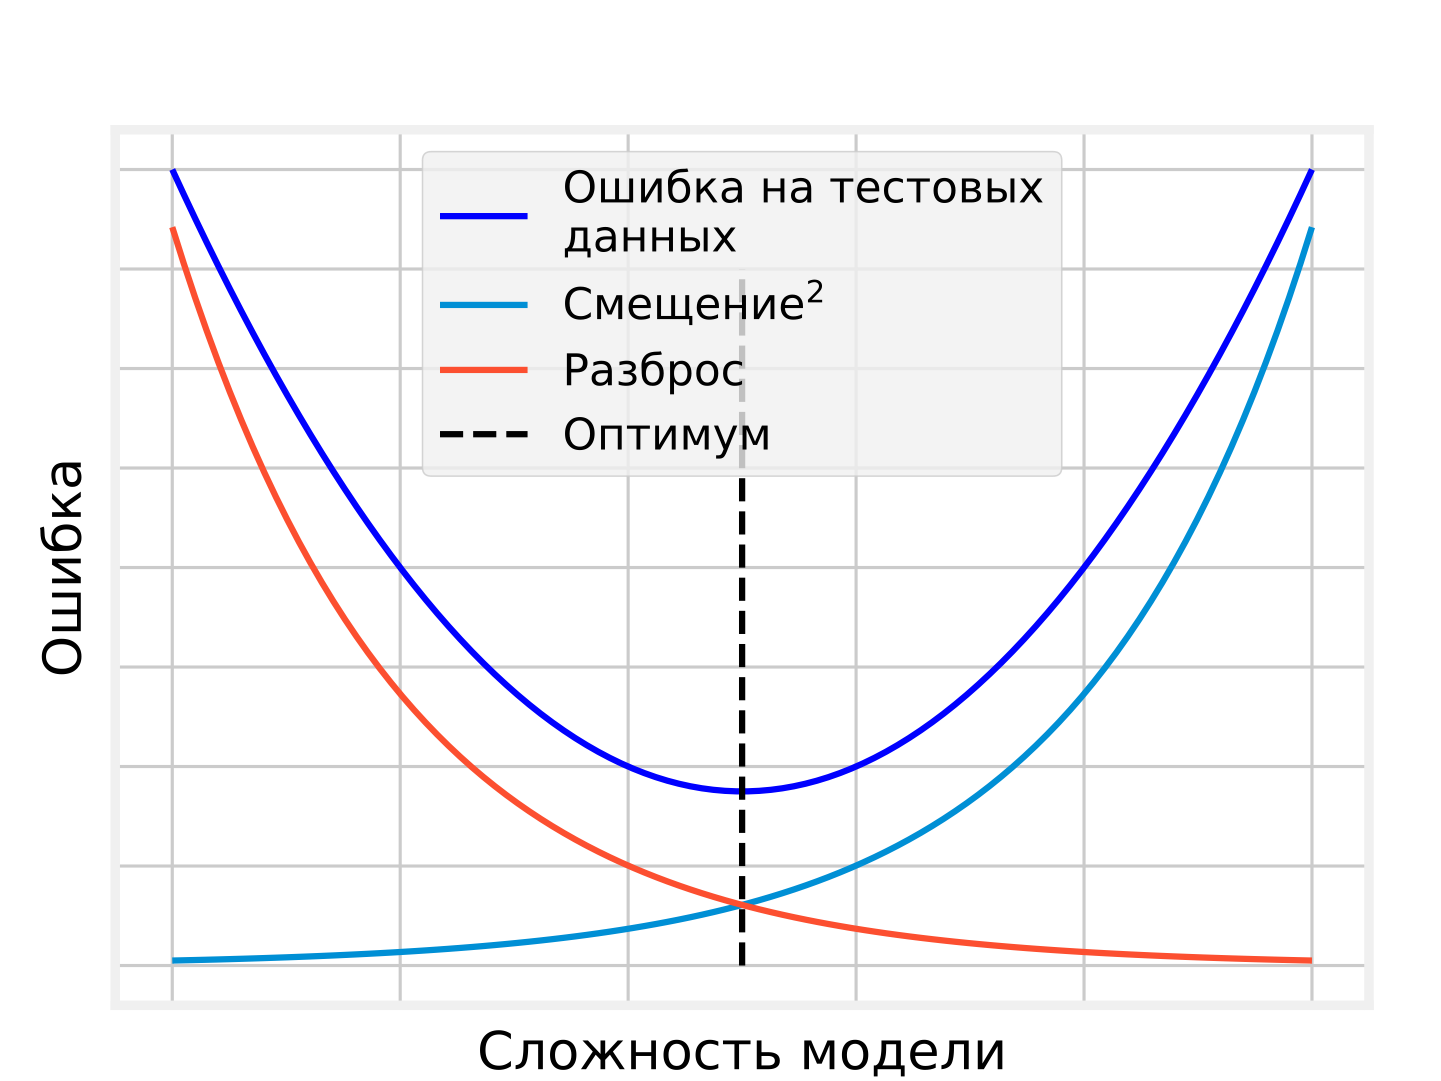 Ошибка на тестовых
данных
Смещение²
Разброс
Оптимум
Ошибка
Сложность модели